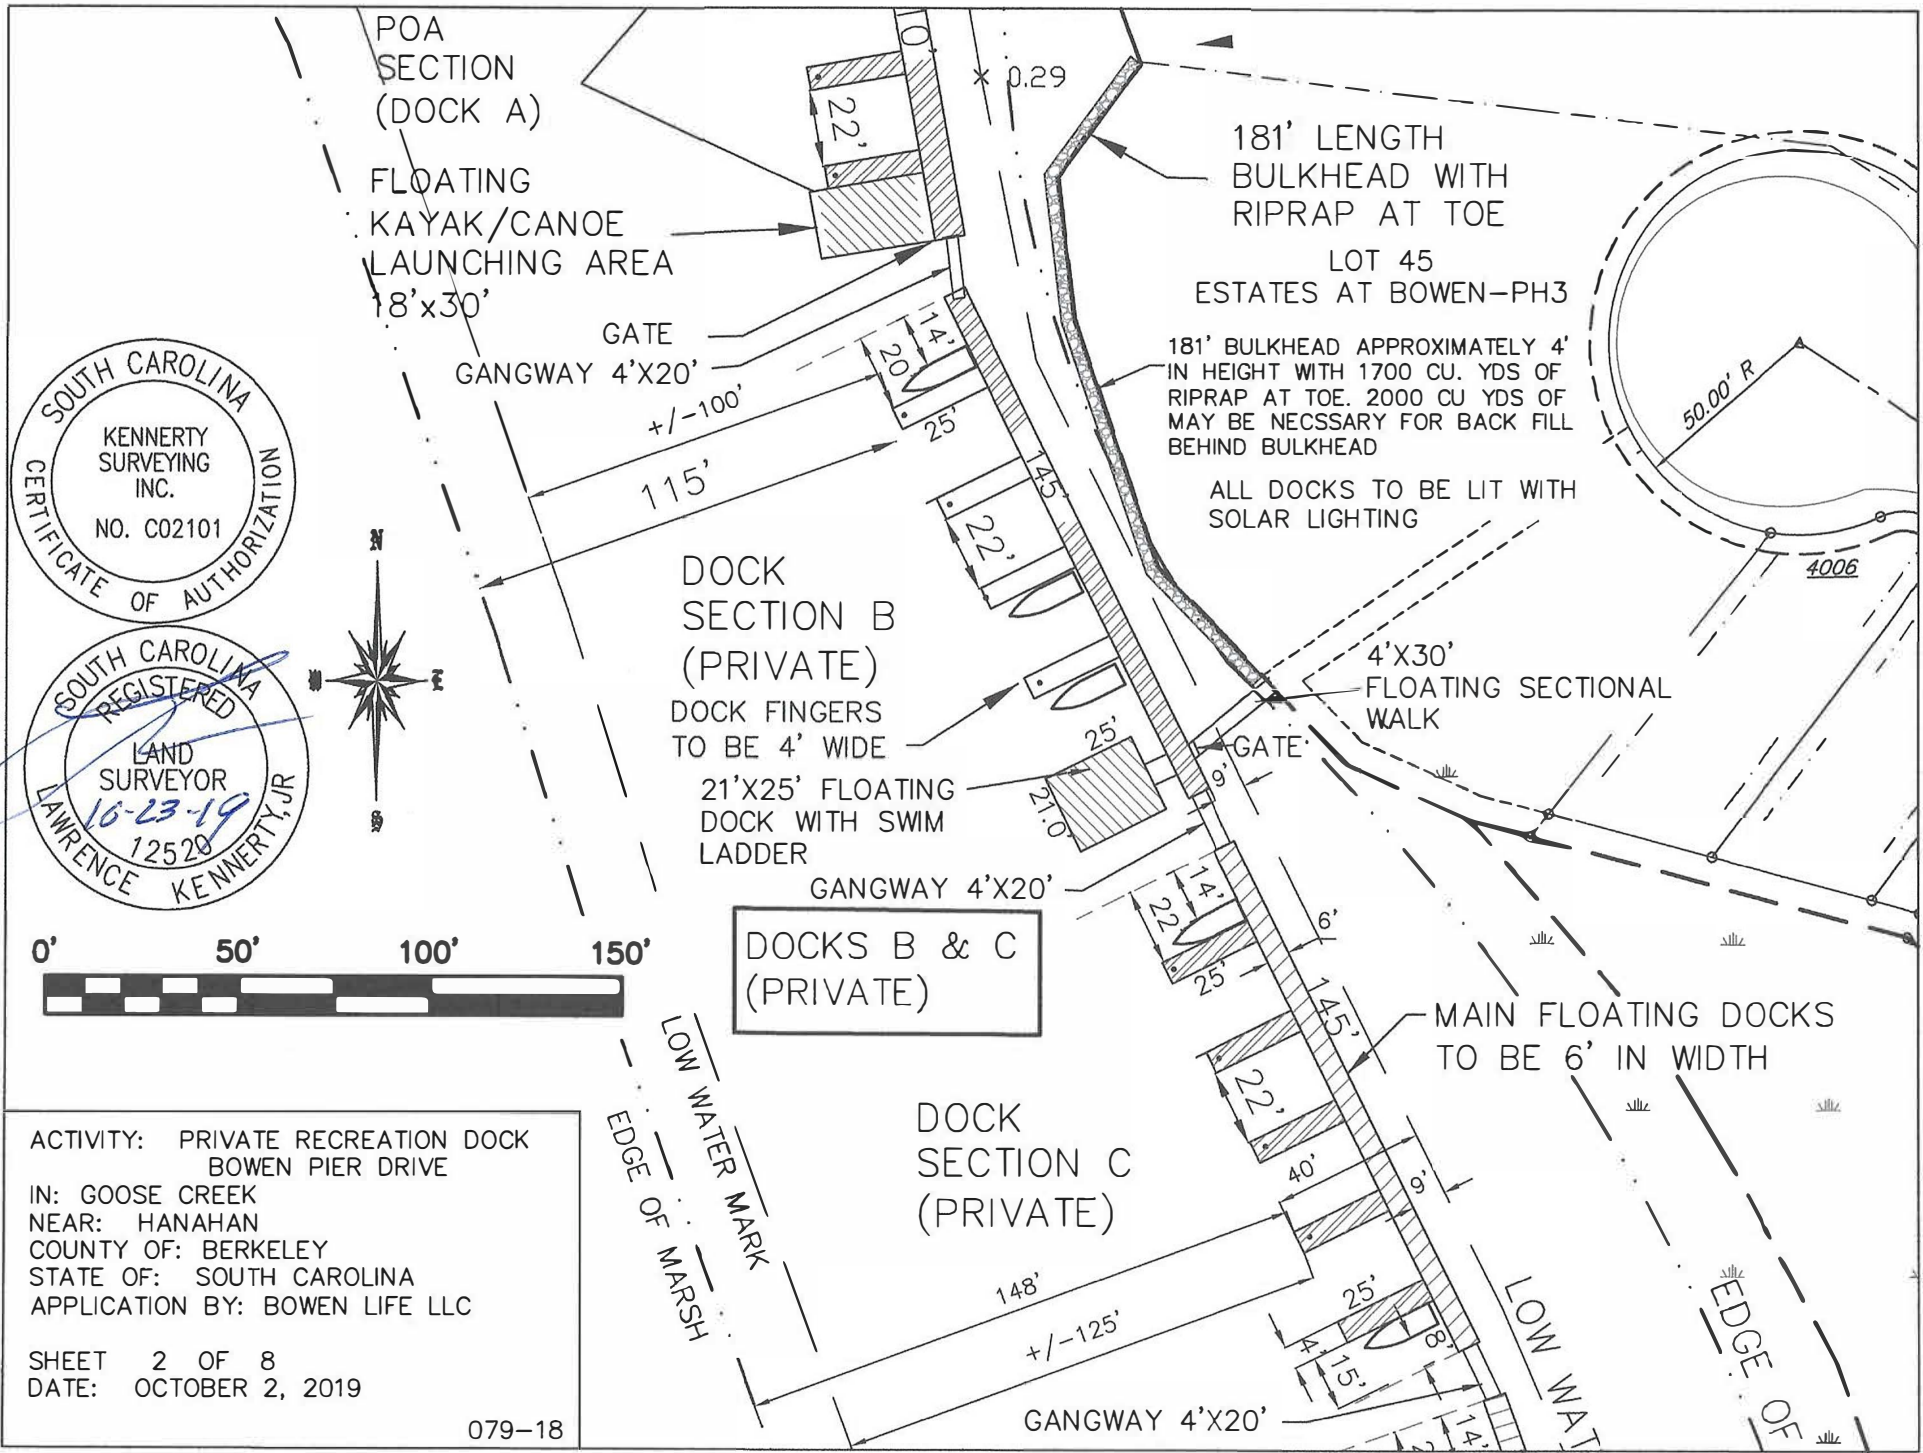 POA
SECTION
(DOCK A)
FLOATING
KAYAK/CANOE
LAUNCHING AREA
18'x30'
GATE
GANGWAY 4'X20'
10'
22'
0.29
181' LENGTH
BULKHEAD WITH
RIPRAP AT TOE
LOT 45
ESTATES AT BOWEN-PH3
181' BULKHEAD APPROXIMATELY 4'
IN HEIGHT WITH 1700 CU. YDS OF
RIPRAP AT TOE. 2000 CU YDS OF
MAY BE NECSSARY FOR BACK FILL
BEHIND BULKHEAD
ALL DOCKS TO BE LIT WITH
SOLAR LIGHTING
50.00' R
4006
14'
20'
25'
+/-100'
115'
145'
22'
DOCK
SECTION B
(PRIVATE)
DOCK FINGERS
TO BE 4' WIDE
21'X25' FLOATING
DOCK WITH SWIM
LADDER
25'
21.0'
GANGWAY 4'X20'
4'X30'
FLOATING SECTIONAL
WALK
GATE
9'
14'
22'
25'
6'
145'
DOCKS B & C
(PRIVATE)
MAIN FLOATING DOCKS
TO BE 6' IN WIDTH
22'
DOCK
SECTION C
(PRIVATE)
40'
9'
148'
+/-125'
25'
8'
4'
15'
14'
GANGWAY 4'X20'
LOW WATER MARK
EDGE OF MARSH
LOW WAT
EDGE OF
SOUTH CAROLINA
CERTIFICATE OF AUTHORIZATION
KENNERTY
SURVEYING
INC.
NO. C02101
N
W
E
S
SOUTH CAROLINA
REGISTERED
LAND
SURVEYOR
10-23-19
12520
LAWRENCE KENNERTY, JR
0' 50' 100' 150'
ACTIVITY: PRIVATE RECREATION DOCK
BOWEN PIER DRIVE
IN: GOOSE CREEK
NEAR: HANAHAN
COUNTY OF: BERKELEY
STATE OF: SOUTH CAROLINA
APPLICATION BY: BOWEN LIFE LLC
SHEET 2 OF 8
DATE: OCTOBER 2, 2019
079-18